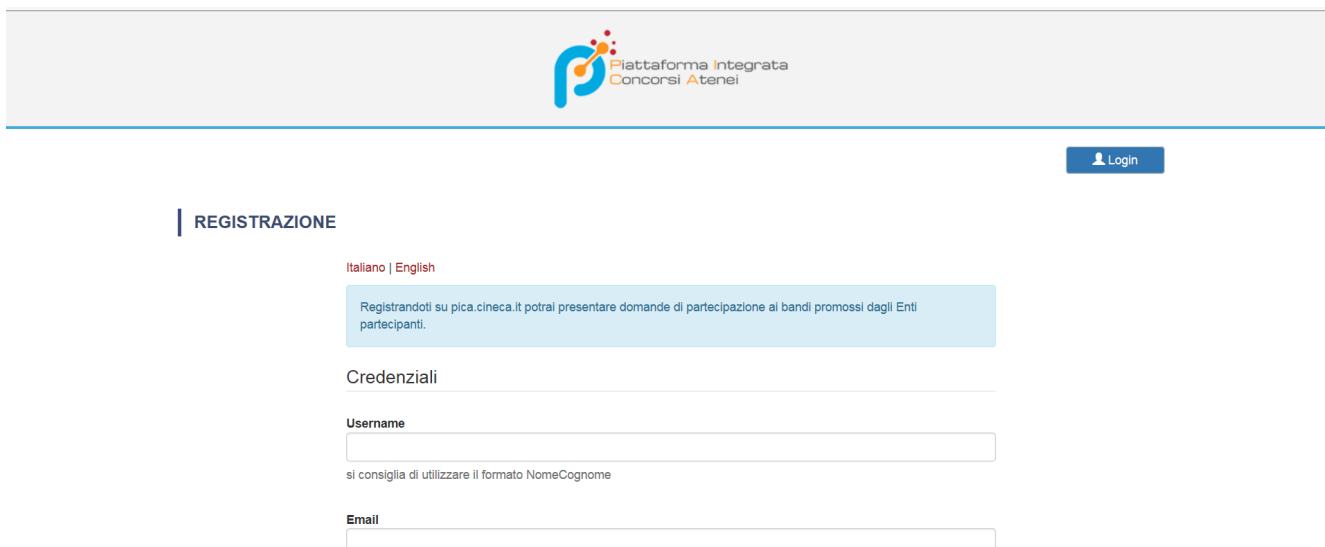 Piattaforma Integrata
Concorsi Atenei
Login
REGISTRAZIONE
Italiano | English
Registrandoti su pica.cineca.it potrai presentare domande di partecipazione ai bandi promossi dagli Enti
partecipanti.
Credenziali
Username
si consiglia di utilizzare il formato NomeCognome
Email